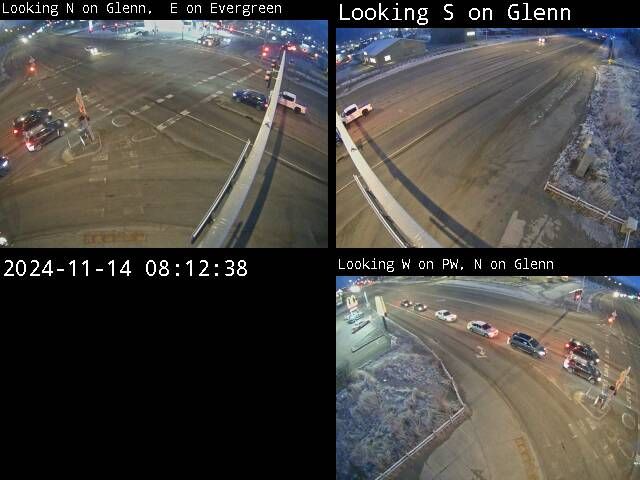 Looking N on Glenn,  E on Evergreen
Looking S on Glenn
2024-11-14 08:12:38
Looking W on PW, N on Glenn